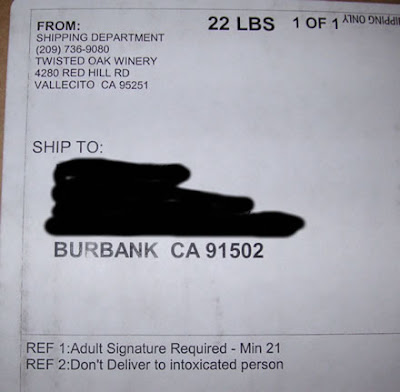 FROM:
SHIPPING DEPARTMENT
(209) 736-9080
TWISTED OAK WINERY
4280 RED HILL RD
VALLECITO CA 95251
22 LBS 1 OF 1
SHIPPING ONLY
SHIP TO:
BURBANK CA 91502
REF 1:Adult Signature Required - Min 21
REF 2:Don't Deliver to intoxicated person